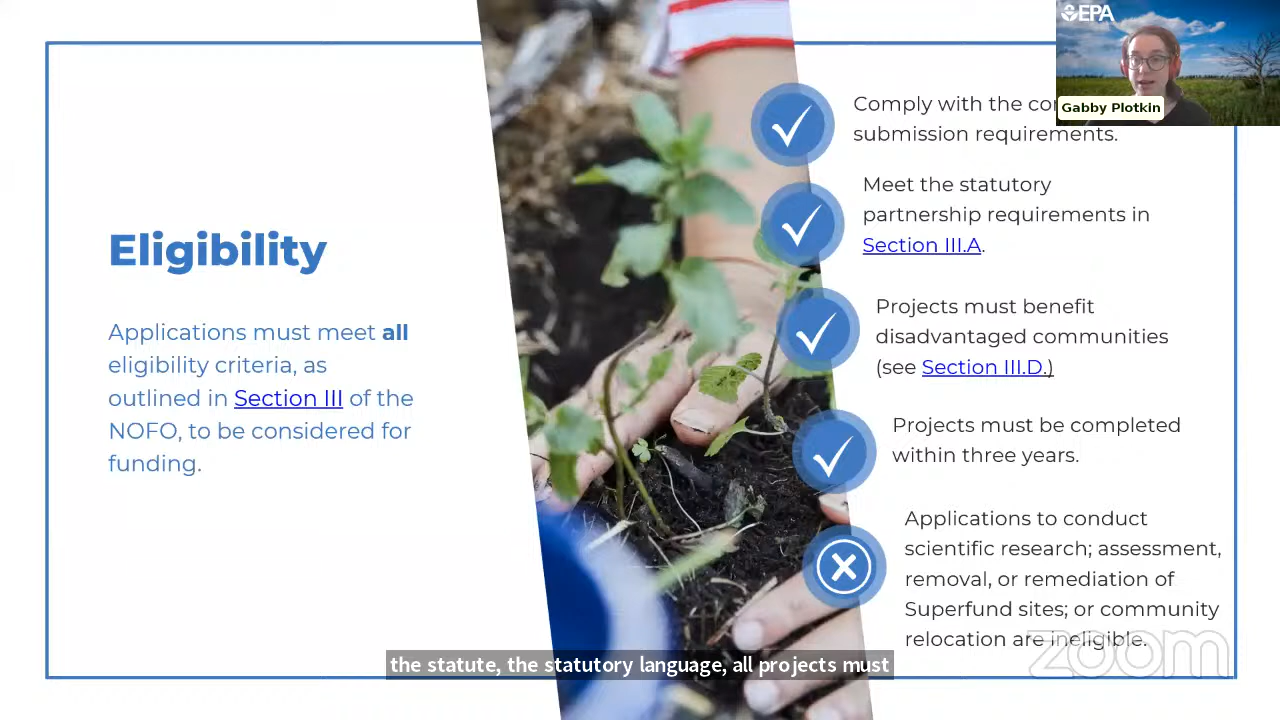 EPA
Gabby Plotkin
Eligibility
Applications must meet all
eligibility criteria, as
outlined in Section III of the
NOFO, to be considered for
funding.
Comply with the
submission requirements.
Meet the statutory
partnership requirements in
Section III.A.
Projects must benefit
disadvantaged communities
(see Section III.D.)
Projects must be completed
within three years.
Applications to conduct
scientific research; assessment,
removal, or remediation of
Superfund sites; or community
relocation are ineligible.
zoom
the statute, the statutory language, all projects must